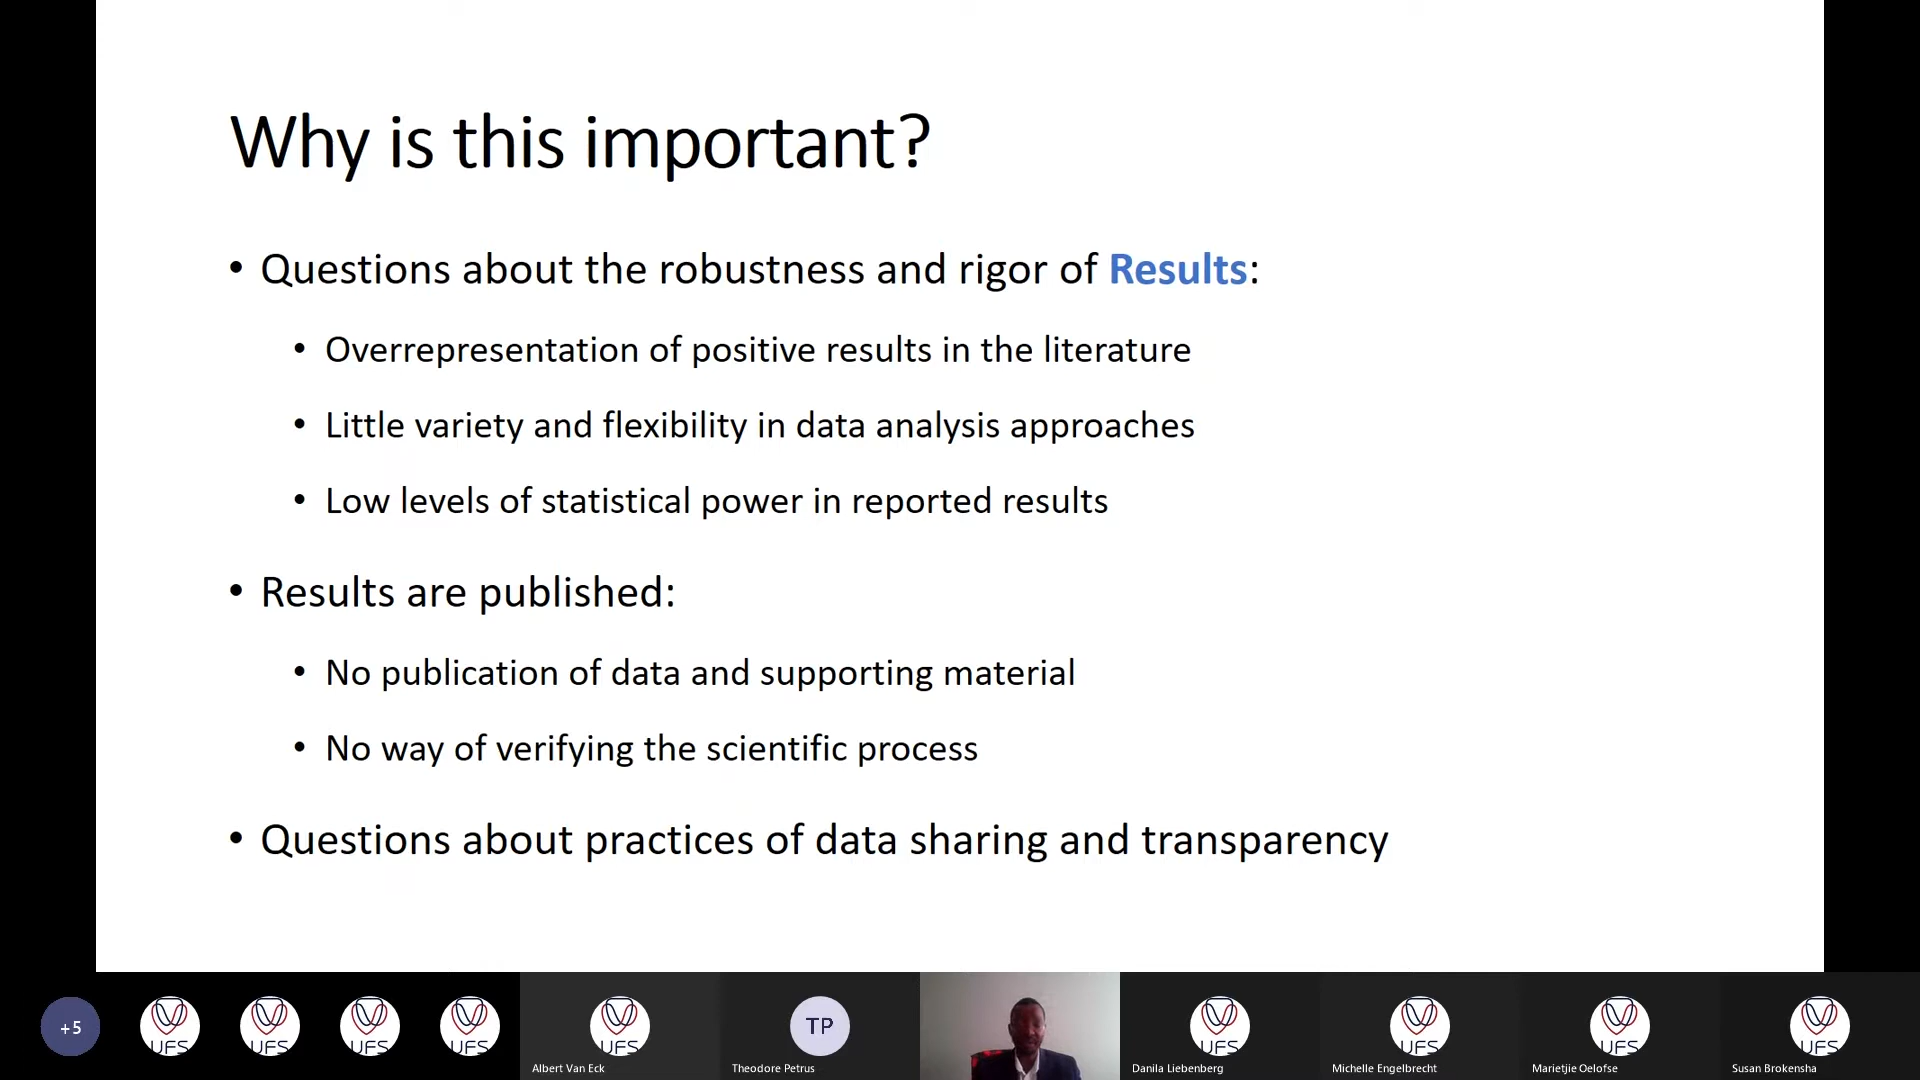 Why is this important?
• Questions about the robustness and rigor of Results:
• Overrepresentation of positive results in the literature
• Little variety and flexibility in data analysis approaches
• Low levels of statistical power in reported results
• Results are published:
• No publication of data and supporting material
• No way of verifying the scientific process
• Questions about practices of data sharing and transparency
+5
UFS
UFS
UFS
UFS
UFS
Albert Van Eck
TP
Theodore Petrus
UFS
Danila Liebenberg
UFS
Michelle Engelbrecht
UFS
Marietjie Oelofse
UFS
Susan Brokensha